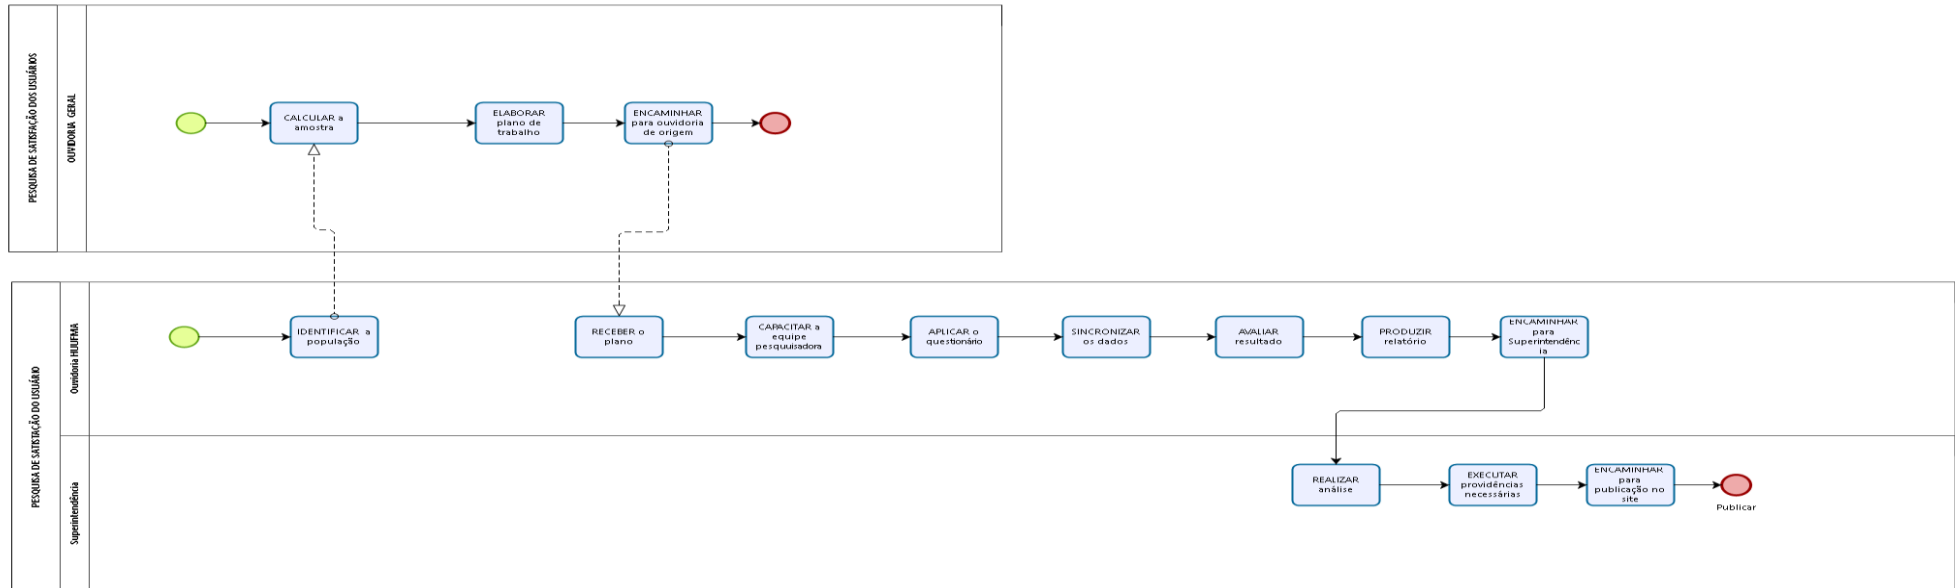 PESQUISA DE SATISFAÇÃO DOS USUÁRIOS
OUVIDORIA GERAL
CALCULAR a
amostra
ELABORAR
plano de
trabalho
ENCAMINHAR
para ouvidoria
de origem
PESQUISA DE SATISTAÇÃO DO USUÁRIO
Ouvidoria HUUFMA
IDENTIFICAR a
população
RECEBER o
plano
CAPACITAR a
equipe
pesquuisadora
APLICAR o
questionário
SINCRONIZAR
os dados
AVALIAR
resultado
PRODUZIR
relatório
ENCAMINHAR
para
Superintendênc
ia
Superintendência
REALIZAR
análise
EXECUTAR
providências
necessárias
ENCAMINHAR
para
publicação no
site
Publicar